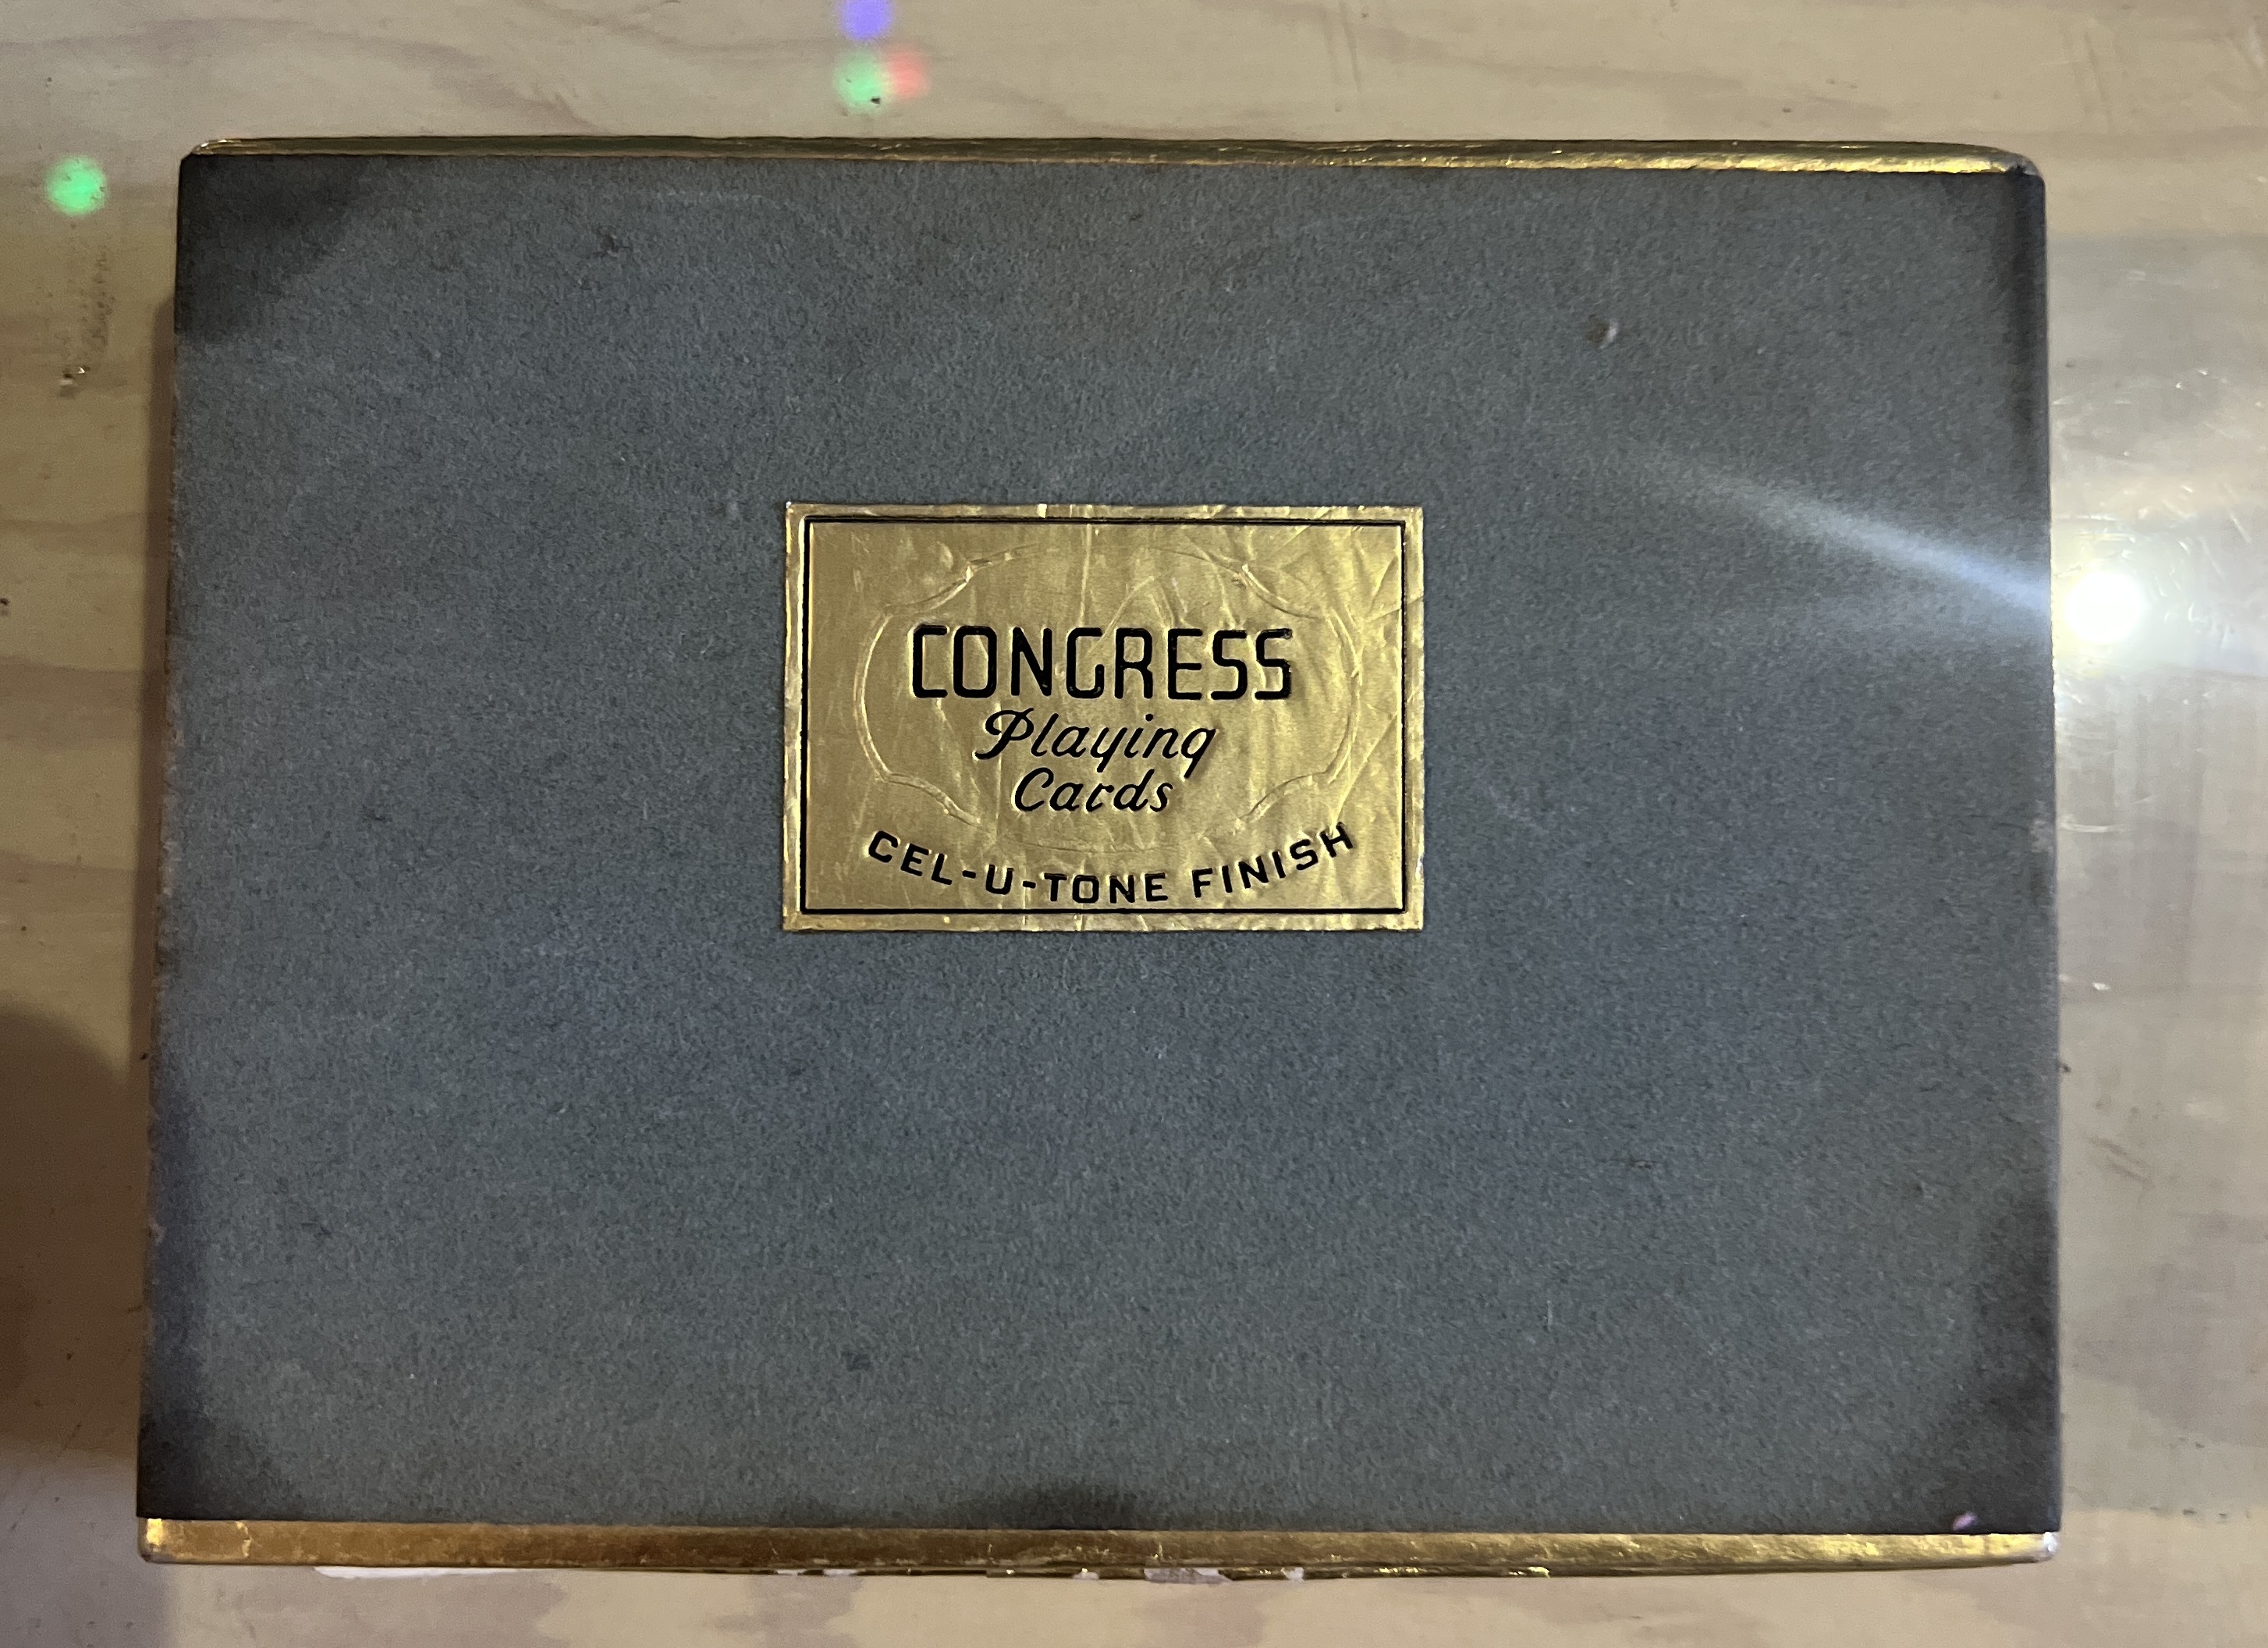 CONGRESS
Playing
Cards
CEL-U-TONE FINISH